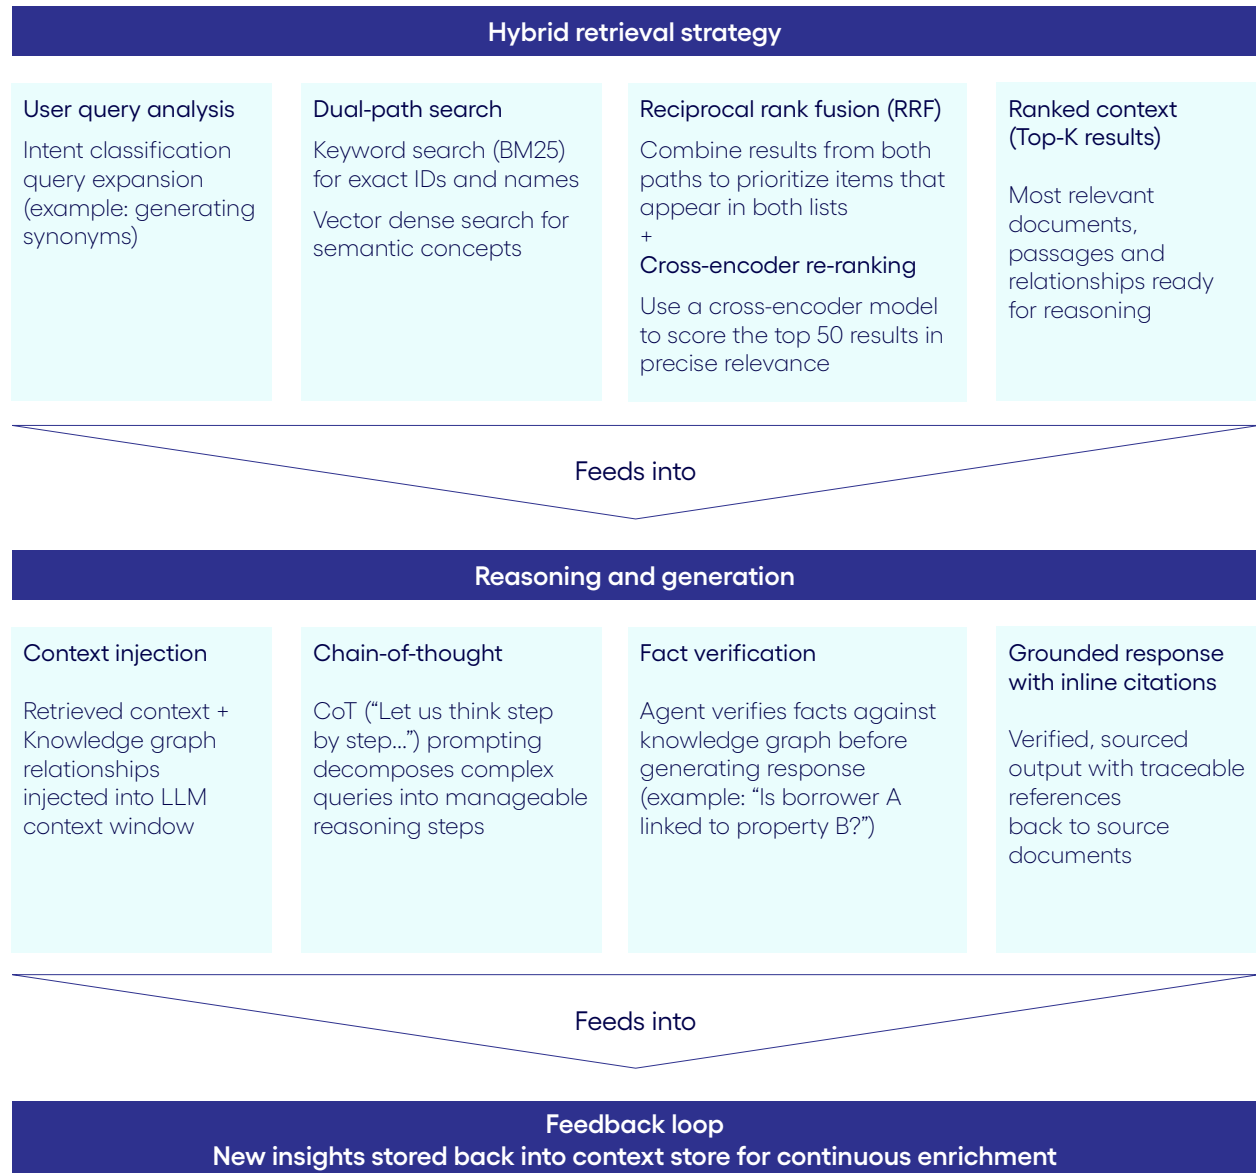 Hybrid retrieval strategy
User query analysis
Intent classification
query expansion
(example: generating
synonyms)
Dual-path search
Keyword search (BM25)
for exact IDs and names
Vector dense search for
semantic concepts
Reciprocal rank fusion (RRF)
Combine results from both
paths to prioritize items that
appear in both lists
+
Cross-encoder re-ranking
Use a cross-encoder model
to score the top 50 results in
precise relevance
Ranked context
(Top-K results)
Most relevant
documents,
passages and
relationships ready
for reasoning
Feeds into
Reasoning and generation
Context injection
Retrieved context +
Knowledge graph
relationships
injected into LLM
context window
Chain-of-thought
CoT (“Let us think step
by step...”) prompting
decomposes complex
queries into manageable
reasoning steps
Fact verification
Agent verifies facts against
knowledge graph before
generating response
(example: “Is borrower A
linked to property B?”)
Grounded response
with inline citations
Verified, sourced
output with traceable
references
back to source
documents
Feeds into
Feedback loop
New insights stored back into context store for continuous enrichment